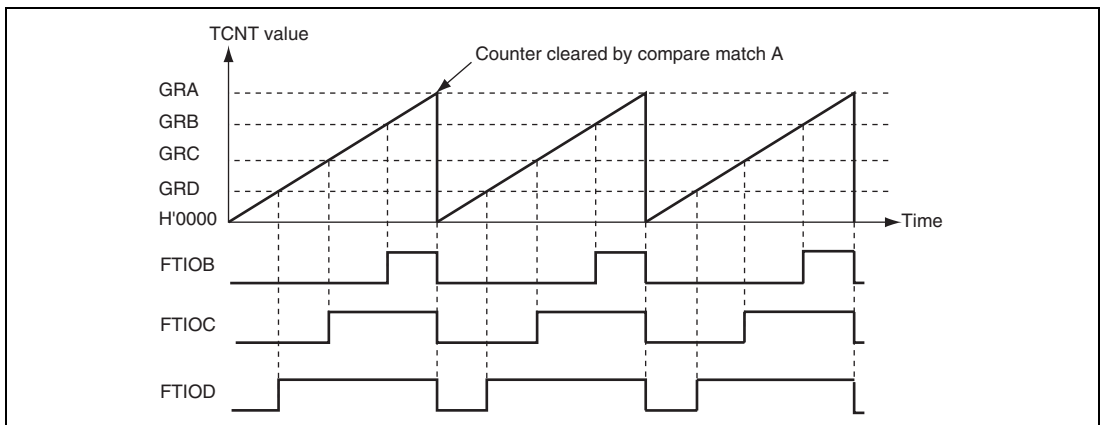 TCNT value
Counter cleared by compare match A
GRA
GRB
GRC
GRD
H'0000
Time
FTIOB
FTIOC
FTIOD